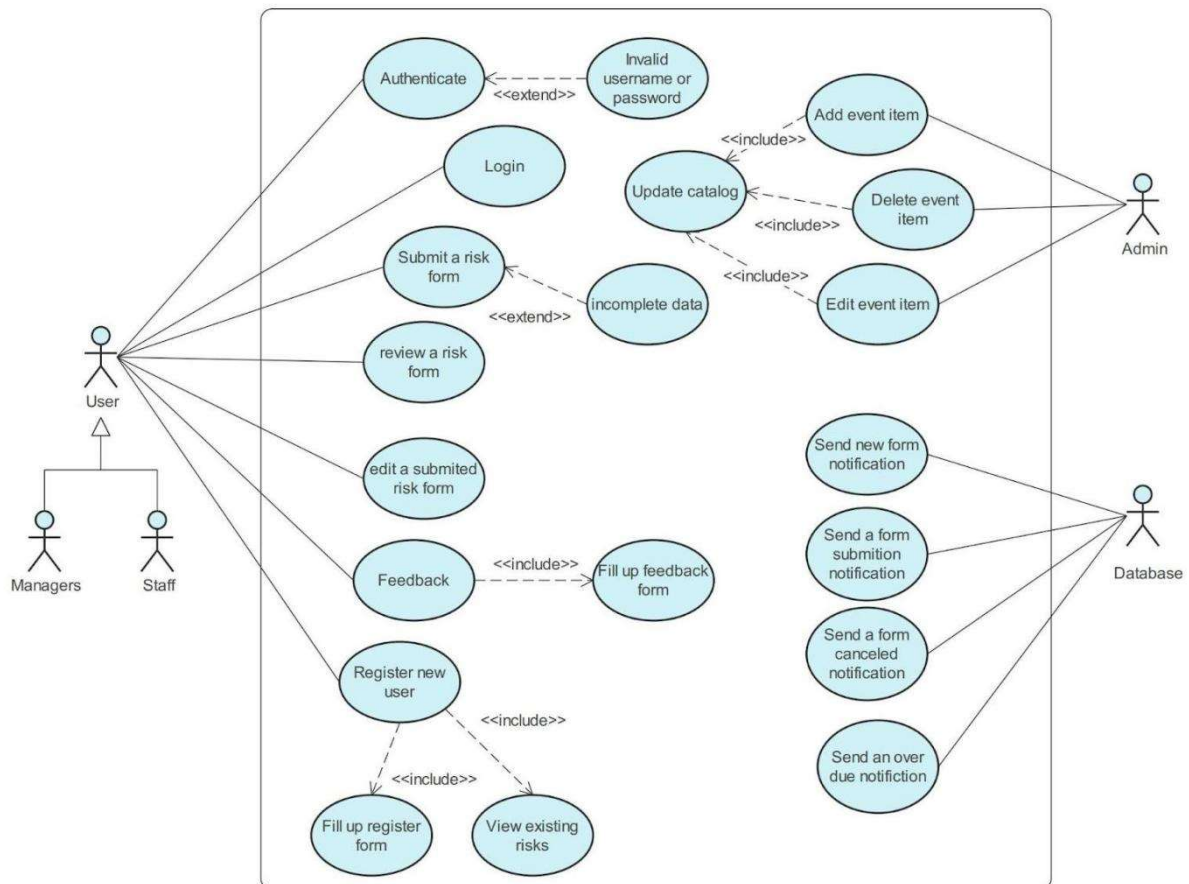 Authenticate
<<extend>>
Invalid
username or
password
Login
Submit a risk
form
<<extend>>
incomplete data
review a risk
form
edit a submited
risk form
Feedback
<<include>>
Fill up feedback
form
Register new
user
<<include>>
<<include>>
Fill up register
form
View existing
risks
User
Managers
Staff
Add event item
<<include>>
Update catalog
Delete event
item
<<include>>
<<include>>
Edit event item
Admin
Send new form
notification
Send a form
submition
notification
Send a form
canceled
notification
Send an over
due notifiction
Database